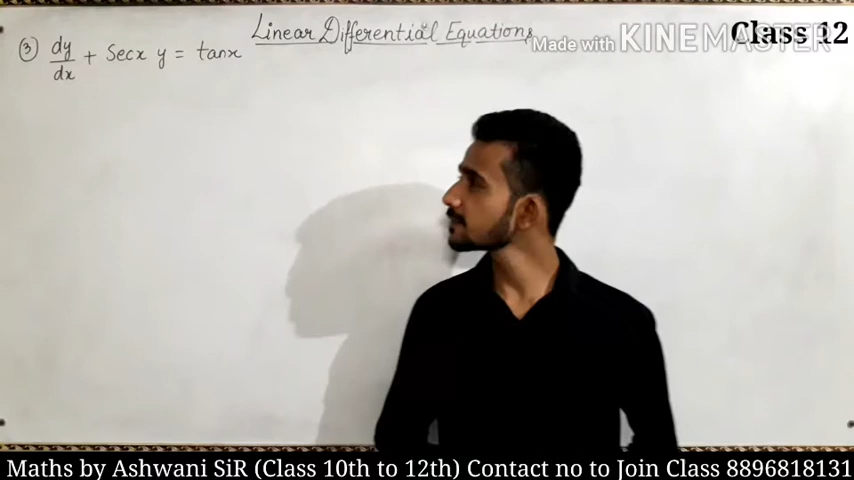 Linear Differential Equations
Made with KINEMASTER
Class 12
③ dy/dx + Secx y = tanx
Maths by Ashwani SiR (Class 10th to 12th) Contact no to Join Class 8896818131